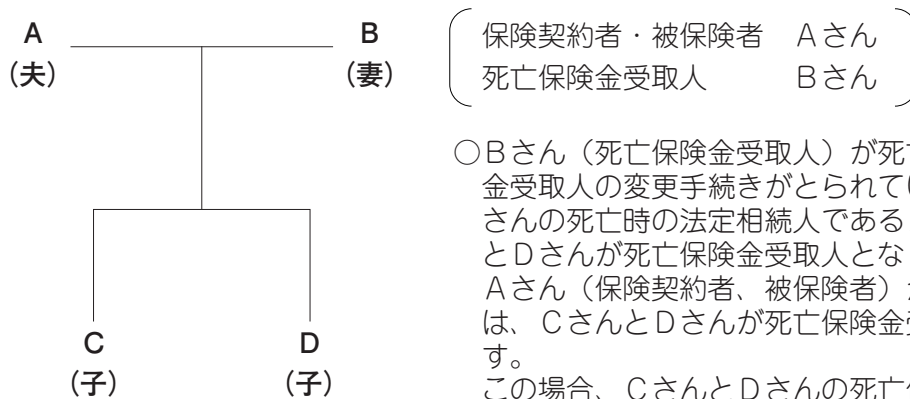 A
(夫)
B
(妻)
C
(子)
D
(子)
保険契約者・被保険者 Aさん
死亡保険金受取人 Bさん
○Bさん（死亡保険金受取人）が死亡
金受取人の変更手続きがとられてい
さんの死亡時の法定相続人である
とDさんが死亡保険金受取人とな
Aさん（保険契約者、被保険者）が
は、CさんとDさんが死亡保険金受
す。
この場合、CさんとDさんの死亡保